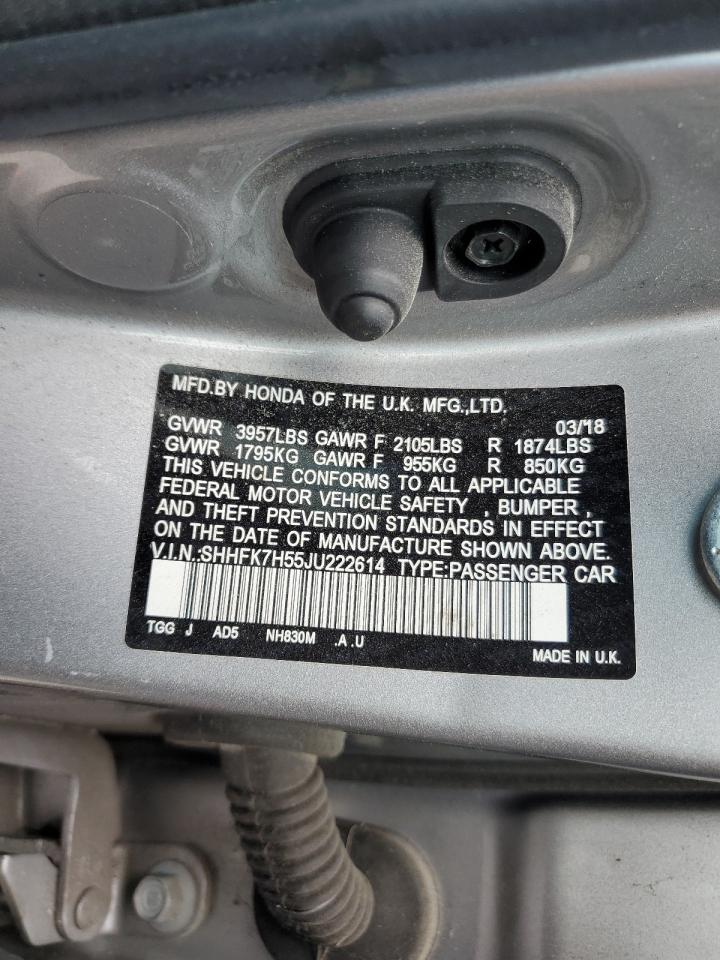 MFD.BY HONDA OF THE U.K. MFG.,LTD. 03/18
GVWR 3957LBS GAWR F 2105LBS R 1874LBS
GVWR 1795KG GAWR F 955KG R 850KG
THIS VEHICLE CONFORMS TO ALL APPLICABLE
FEDERAL MOTOR VEHICLE SAFETY , BUMPER ,
AND THEFT PREVENTION STANDARDS IN EFFECT
ON THE DATE OF MANUFACTURE SHOWN ABOVE.
V.I.N.:SHHFK7H55JU222614 TYPE:PASSENGER CAR
TGG J AD5 NH830M .A .U
MADE IN U.K.